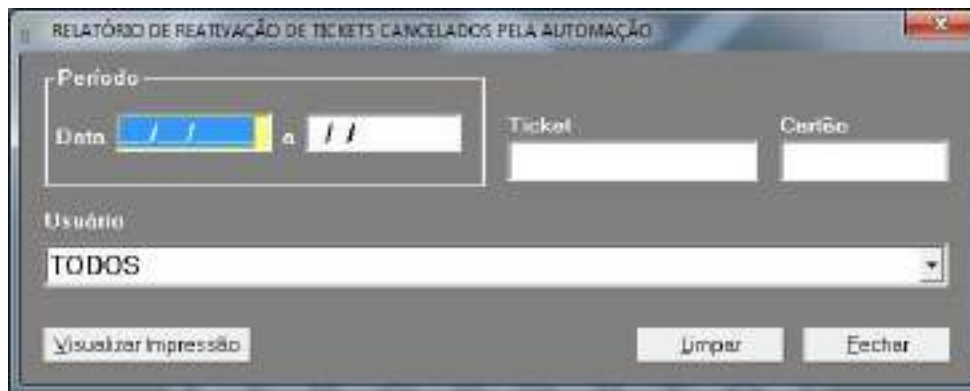 RELATÓRIO DE REATIVAÇÃO DE TICKETS CANCELADOS PELA AUTOMAÇÃO
Período
Data / / a / /
Ticket Cartão
Usuário
TODOS
Visualizar Impressão Limpar Fechar